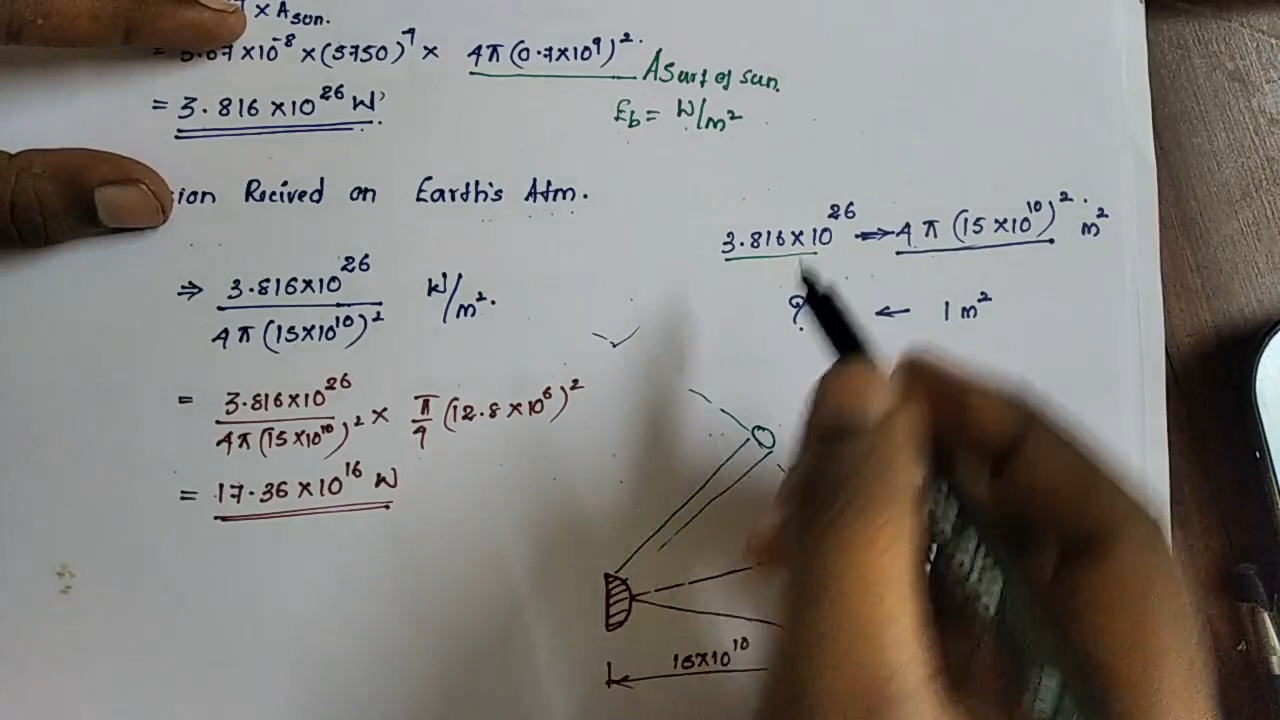 × A sun.
= 5.67×10⁻⁸ ×(5750)⁴ × 4π(0.7×10⁹)².
A Surf of sun.
= 3.816 ×10²⁶ W.
E_b = W/m²
ion Recived on Earth's Atm.
3.816×10²⁶ ⇒ 4π(15×10¹⁰)². m²
⇒ 3.816×10²⁶ / 4π(15×10¹⁰)² W/m².
? ← 1m²
= 3.816×10²⁶ / 4π(15×10¹⁰)² × π/4 (12.8×10⁶)²
= 17.36×10¹⁶ W
15×10¹⁰